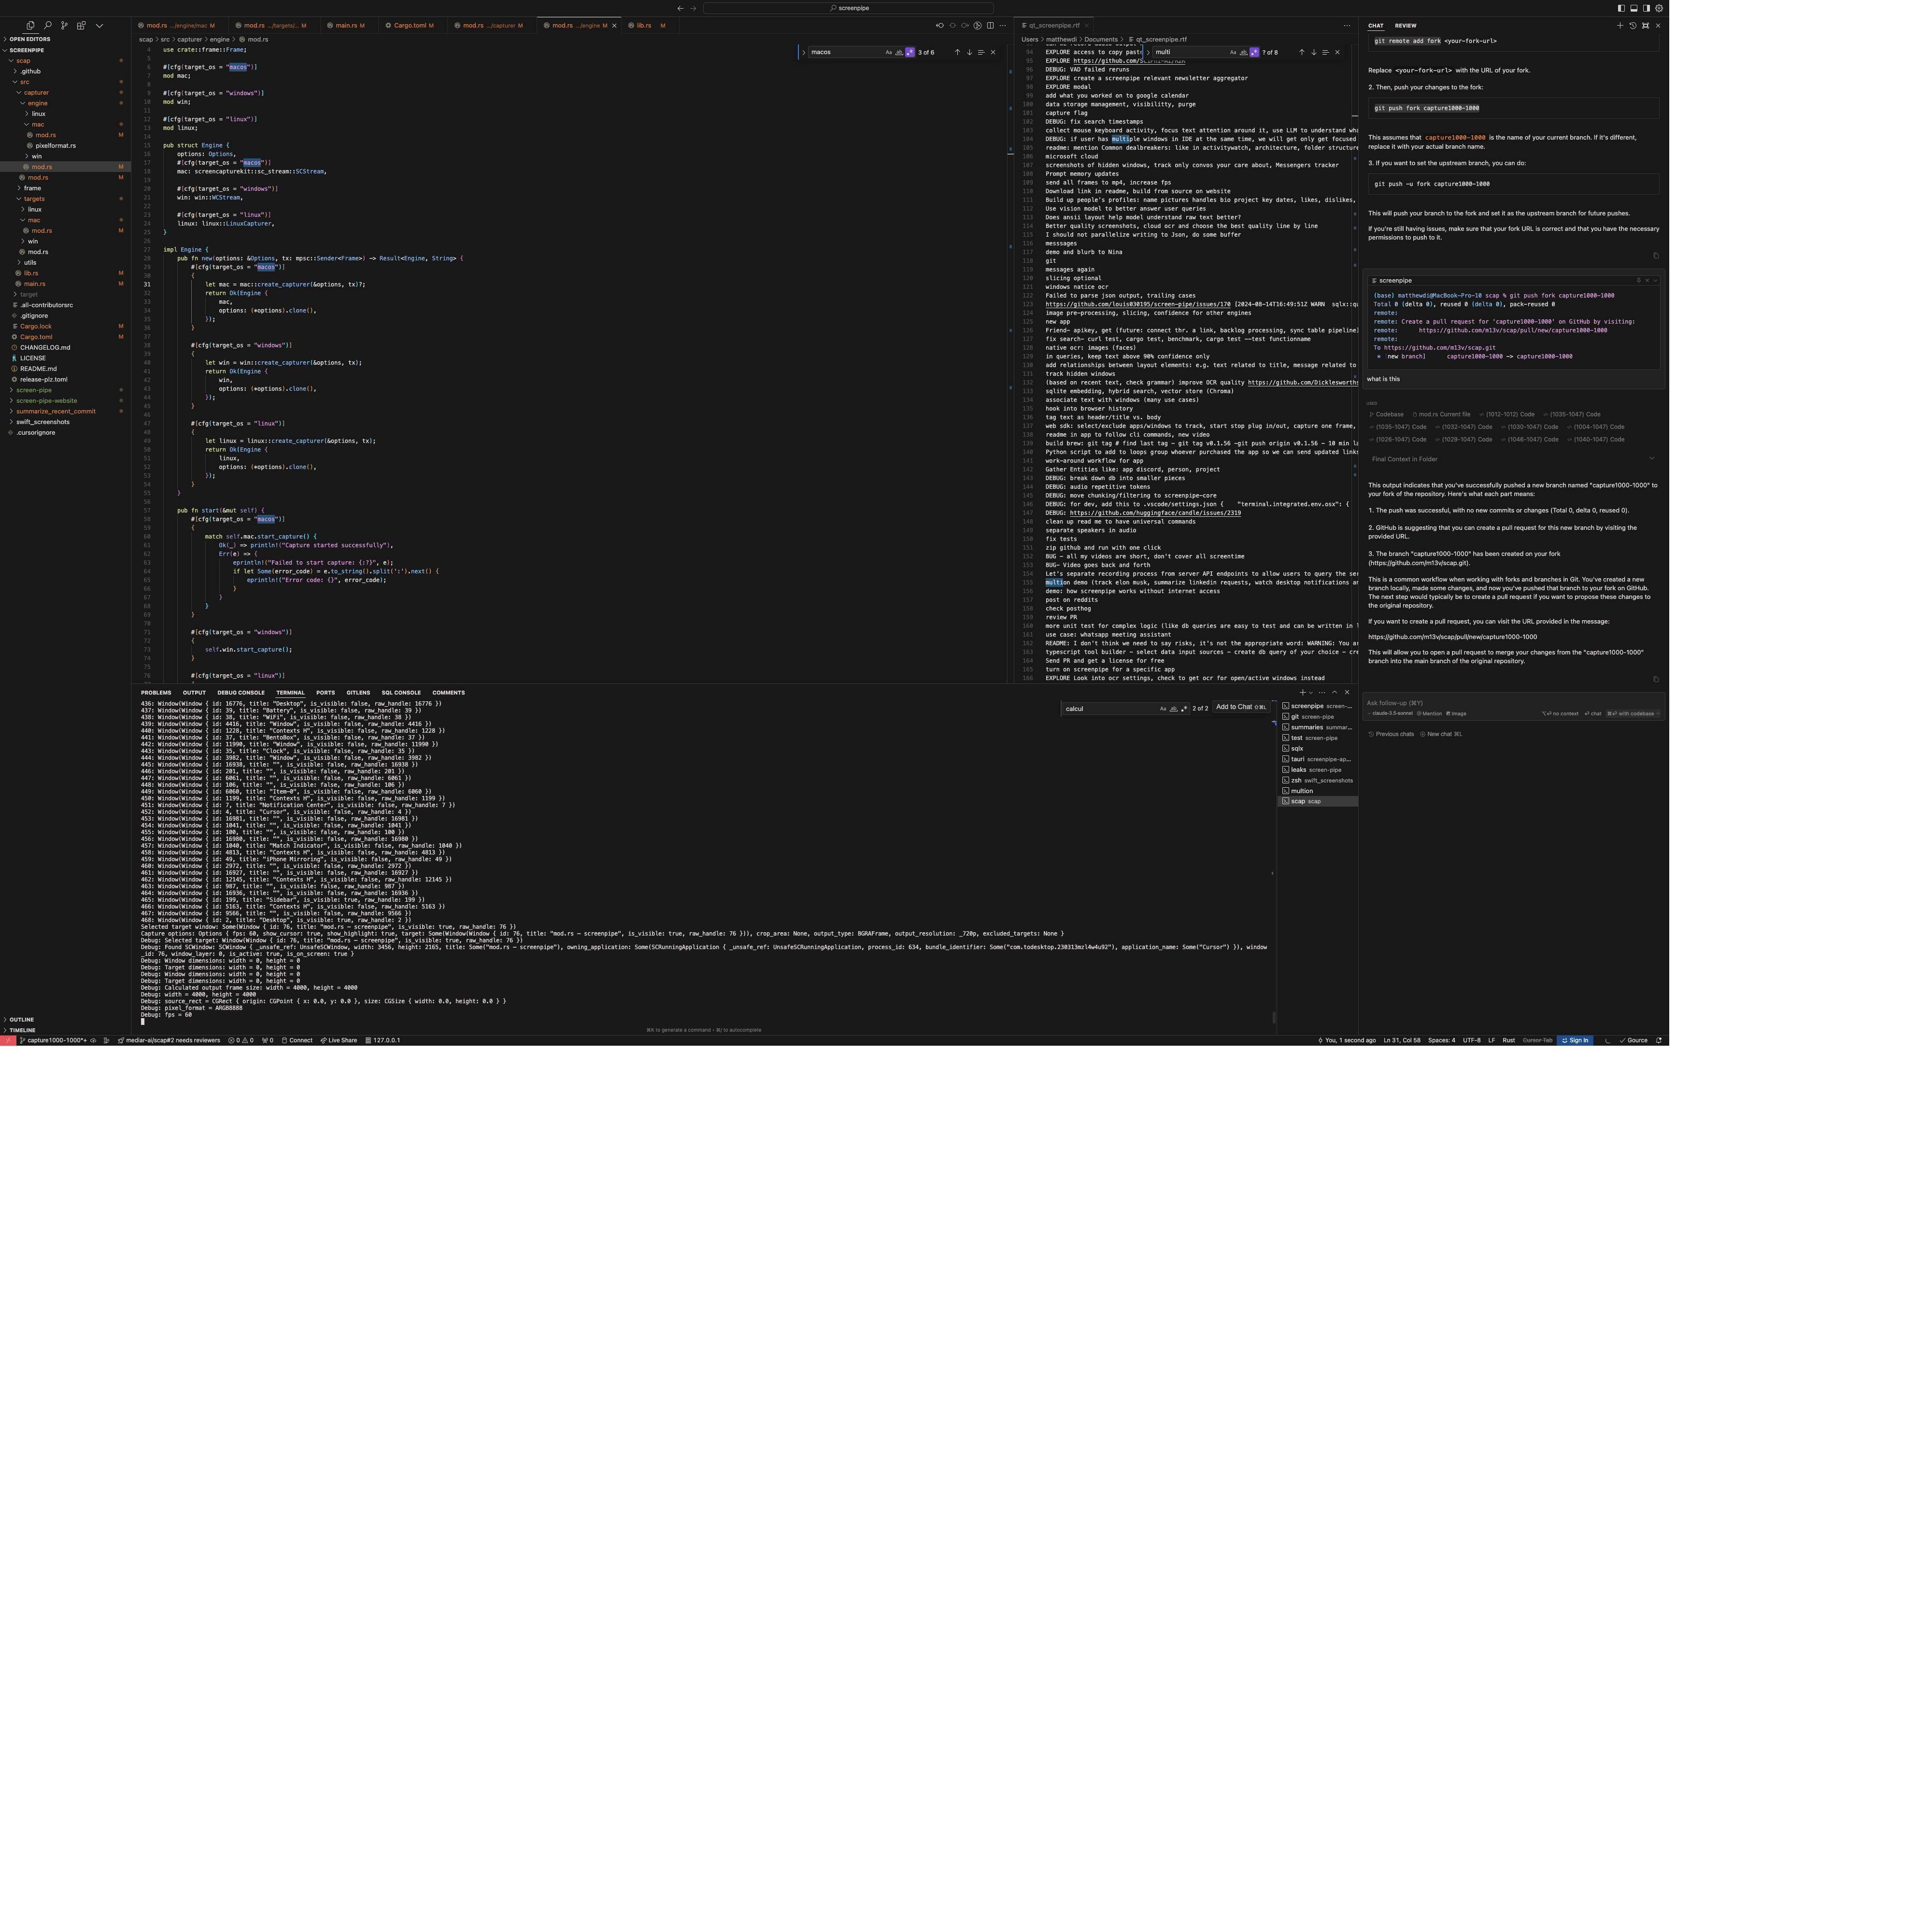 screenpipe
OPEN EDITORS
SCREENPIPE
scap
.github
src
capturer
engine
linux
mac
mod.rs M
pixelformat.rs
win
mod.rs M
mod.rs M
frame
targets
linux
mac
mod.rs M
win
mod.rs
utils
lib.rs M
main.rs M
target
.all-contributorsrc
.gitignore
Cargo.lock M
Cargo.toml M
CHANGELOG.md
LICENSE
README.md
release-plz.toml
screen-pipe
screen-pipe-website
summarize_recent_commit
swift_screenshots
.cursorignore
OUTLINE
TIMELINE
mod.rs .../engine/mac M
mod.rs .../targets/... M
main.rs M
Cargo.toml M
mod.rs .../capturer M
mod.rs .../engine M
lib.rs M
scap > src > capturer > engine > mod.rs
macos
3 of 6
4 use crate::frame::Frame;
5
6 #[cfg(target_os = "macos")]
7 mod mac;
8
9 #[cfg(target_os = "windows")]
10 mod win;
11
12 #[cfg(target_os = "linux")]
13 mod linux;
14
15 pub struct Engine {
16 options: Options,
17 #[cfg(target_os = "macos")]
18 mac: screencapturekit::sc_stream::SCStream,
19
20 #[cfg(target_os = "windows")]
21 win: win::WCStream,
22
23 #[cfg(target_os = "linux")]
24 linux: linux::LinuxCapturer,
25 }
26
27 impl Engine {
28 pub fn new(options: &Options, tx: mpsc::Sender<Frame>) -> Result<Engine, String> {
29 #[cfg(target_os = "macos")]
30 {
31 let mac = mac::create_capturer(&options, tx)?;
32 return Ok(Engine {
33 mac,
34 options: (*options).clone(),
35 });
36 }
37
38 #[cfg(target_os = "windows")]
39 {
40 let win = win::create_capturer(&options, tx);
41 return Ok(Engine {
42 win,
43 options: (*options).clone(),
44 });
45 }
46
47 #[cfg(target_os = "linux")]
48 {
49 let linux = linux::create_capturer(&options, tx);
50 return Ok(Engine {
51 linux,
52 options: (*options).clone(),
53 });
54 }
55 }
56
57 pub fn start(&mut self) {
58 #[cfg(target_os = "macos")]
59 {
60 match self.mac.start_capture() {
61 Ok(_) => println!("Capture started successfully"),
62 Err(e) => {
63 eprintln!("Failed to start capture: {:?}", e);
64 if let Some(error_code) = e.to_string().split(':').next() {
65 eprintln!("Error code: {}", error_code);
66 }
67 }
68 }
69 }
70
71 #[cfg(target_os = "windows")]
72 {
73 self.win.start_capture();
74 }
75
76 #[cfg(target_os = "linux")]
qt_screenpipe.rtf
Users > matthewdi > Documents > qt_screenpipe.rtf
multi
? of 8
94 EXPLORE access to copy past
95 EXPLORE
96 DEBUG: VAD failed reruns
97 EXPLORE create a screenpipe relevant newsletter aggregator
98 EXPLORE modal
99 add what you worked on to google calendar
100 data storage management, visibilitty, purge
101 capture flag
102 DEBUG: fix search timestamps
103 collect mouse keyboard activity, focus text attention around it, use LLM to understand wha
104 DEBUG: if user has multiple windows in IDE at the same time, we will get only get focused
105 readme: mention Common dealbreakers: like in activitywatch, architecture, folder structure
106 microsoft cloud
107 screenshots of hidden windows, track only convos your care about, Messengers tracker
108 Prompt memory updates
109 send all frames to mp4, increase fps
110 Download link in readme, build from source on website
111 Build up people's profiles: name pictures handles bio project key dates, likes, dislikes,
112 Use vision model to better answer user queries
113 Does ansii layout help model understand raw text better?
114 Better quality screenshots, cloud ocr and choose the best quality line by line
115 I should not parallelize writing to Json, do some buffer
116 messsages
117 demo and blurb to Nina
118 git
119 messages again
120 slicing optional
121 windows natice ocr
122 Failed to parse json output, trailing cases
123 https://github.com/louis030195/screen-pipe/issues/170 [2024-08-14T16:49:51Z WARN sqlx::qu
124 image pre-processing, slicing, confidence for other engines
125 new app
126 Friend- apikey, get (future: connect thr. a link, backlog processing, sync table pipeline)
127 fix search- curl test, cargo test, benchmark, cargo test --test functionname
128 native ocr: images (faces)
129 in queries, keep text above 90% confidence only
130 add relationships between layout elements: e.g. text related to title, message related to
131 track hidden windows
132 (based on recent text, check grammar) improve OCR quality https://github.com/Dicklesworths
133 sqlite embedding, hybrid search, vector store (Chroma)
134 associate text with windows (many use cases)
135 hook into browser history
136 tag text as header/title vs. body
137 web sdk: select/exclude apps/windows to track, start stop plug in/out, capture one frame,
138 readme in app to follow cli commands, new video
139 build brew: git tag # find last tag - git tag v0.1.56 -git push origin v0.1.56 - 10 min la
140 Python script to add to loops group whoever purchased the app so we can send updated links
141 work-around workflow for app
142 Gather Entities like: app discord, person, project
143 DEBUG: break down db into smaller pieces
144 DEBUG: audio repetitive tokens
145 DEBUG: move chunking/filtering to screenpipe-core
146 DEBUG: for dev, add this to .vscode/settings.json { "terminal.integrated.env.osx": {
147 DEBUG: https://github.com/huggingface/candle/issues/2319
148 clean up read me to have universal commands
149 separate speakers in audio
150 fix tests
151 zip github and run with one click
152 BUG - all my videos are short, don't cover all screentime
153 BUG- Video goes back and forth
154 Let's separate recording process from server API endpoints to allow users to query the ser
155 multion demo (track elon musk, summarize linkedin requests, watch desktop notifications a
156 demo: how screenpipe works without internet access
157 post on reddits
158 check posthog
159 review PR
160 more unit test for complex logic (like db queries are easy to test and can be written in l
161 use case: whatsapp meeting assistant
162 README: I don't think we need to say risks, it's not the appropriate word: WARNING: You a
163 typescript tool builder - select data input sources - create db query of your choice - cre
164 Send PR and get a license for free
165 turn on screenpipe for a specific app
166 EXPLORE Look into ocr settings, check to get ocr for open/active windows instead
PROBLEMS OUTPUT DEBUG CONSOLE TERMINAL PORTS GITLENS SQL CONSOLE COMMENTS
calcul
2 of 2
Add to Chat ⇧⌘L
436: Window(Window { id: 16776, title: "Desktop", is_visible: false, raw_handle: 16776 })
437: Window(Window { id: 39, title: "Battery", is_visible: false, raw_handle: 39 })
438: Window(Window { id: 38, title: "WiFi", is_visible: false, raw_handle: 38 })
439: Window(Window { id: 4416, title: "Window", is_visible: false, raw_handle: 4416 })
440: Window(Window { id: 1228, title: "Contexts H", is_visible: false, raw_handle: 1228 })
441: Window(Window { id: 37, title: "BentoBox", is_visible: false, raw_handle: 37 })
442: Window(Window { id: 11990, title: "Window", is_visible: false, raw_handle: 11990 })
443: Window(Window { id: 35, title: "Clock", is_visible: false, raw_handle: 35 })
444: Window(Window { id: 3982, title: "Window", is_visible: false, raw_handle: 3982 })
445: Window(Window { id: 16938, title: "", is_visible: false, raw_handle: 16938 })
446: Window(Window { id: 201, title: "", is_visible: false, raw_handle: 201 })
447: Window(Window { id: 6061, title: "", is_visible: false, raw_handle: 6061 })
448: Window(Window { id: 106, title: "", is_visible: false, raw_handle: 106 })
449: Window(Window { id: 6060, title: "Item-0", is_visible: false, raw_handle: 6060 })
450: Window(Window { id: 1199, title: "Contexts H", is_visible: false, raw_handle: 1199 })
451: Window(Window { id: 7, title: "Notification Center", is_visible: false, raw_handle: 7 })
452: Window(Window { id: 4, title: "Cursor", is_visible: false, raw_handle: 4 })
453: Window(Window { id: 16981, title: "", is_visible: false, raw_handle: 16981 })
454: Window(Window { id: 1041, title: "", is_visible: false, raw_handle: 1041 })
455: Window(Window { id: 100, title: "", is_visible: false, raw_handle: 100 })
456: Window(Window { id: 16980, title: "", is_visible: false, raw_handle: 16980 })
457: Window(Window { id: 1040, title: "Match Indicator", is_visible: false, raw_handle: 1040 })
458: Window(Window { id: 4813, title: "Contexts H", is_visible: false, raw_handle: 4813 })
459: Window(Window { id: 49, title: "iPhone Mirroring", is_visible: false, raw_handle: 49 })
460: Window(Window { id: 2972, title: "", is_visible: false, raw_handle: 2972 })
461: Window(Window { id: 16927, title: "", is_visible: false, raw_handle: 16927 })
462: Window(Window { id: 12145, title: "Contexts H", is_visible: false, raw_handle: 12145 })
463: Window(Window { id: 987, title: "", is_visible: false, raw_handle: 987 })
464: Window(Window { id: 16936, title: "", is_visible: false, raw_handle: 16936 })
465: Window(Window { id: 199, title: "Sidebar", is_visible: true, raw_handle: 199 })
466: Window(Window { id: 5163, title: "Contexts H", is_visible: false, raw_handle: 5163 })
467: Window(Window { id: 9566, title: "", is_visible: false, raw_handle: 9566 })
468: Window(Window { id: 2, title: "Desktop", is_visible: true, raw_handle: 2 })
Selected target window: Some(Window { id: 76, title: "mod.rs — screenpipe", is_visible: true, raw_handle: 76 })
Capture options: Options { fps: 60, show_cursor: true, show_highlight: true, target: Some(Window(Window { id: 76, title: "mod.rs — screenpipe", is_visible: true, raw_handle: 76 })), crop_area: None, output_type: BGRAFrame, output_resolution: _720p, excluded_targets: None }
Debug: Selected target: Window(Window { id: 76, title: "mod.rs — screenpipe", is_visible: true, raw_handle: 76 })
Debug: Found SCWindow: SCWindow { _unsafe_ref: UnsafeSCWindow, width: 3456, height: 2165, title: Some("mod.rs — screenpipe"), owning_application: Some(SCRunningApplication { _unsafe_ref: UnsafeSCRunningApplication, process_id: 634, bundle_identifier: Some("com.todesktop.230313mzl4w4u92"), application_name: Some("Cursor") }), window
_id: 76, window_layer: 0, is_active: true, is_on_screen: true }
Debug: Window dimensions: width = 0, height = 0
Debug: Target dimensions: width = 0, height = 0
Debug: Window dimensions: width = 0, height = 0
Debug: Target dimensions: width = 0, height = 0
Debug: Calculated output frame size: width = 4000, height = 4000
Debug: width = 4000, height = 4000
Debug: source_rect = CGRect { origin: CGPoint { x: 0.0, y: 0.0 }, size: CGSize { width: 0.0, height: 0.0 } }
Debug: pixel_format = ARGB8888
Debug: fps = 60
⌘K to generate a command - ⌘/ to autocomplete
screenpipe screen-...
git screen-pipe
summaries summar...
test screen-pipe
sqlx
tauri screenpipe-ap...
leaks screen-pipe
zsh swift_screenshots
multion
scap scap
CHAT REVIEW
git remote add fork <your-fork-url>
Replace <your-fork-url> with the URL of your fork.
2. Then, push your changes to the fork:
git push fork capture1000-1000
This assumes that capture1000-1000 is the name of your current branch. If it's different,
replace it with your actual branch name.
3. If you want to set the upstream branch, you can do:
git push -u fork capture1000-1000
This will push your branch to the fork and set it as the upstream branch for future pushes.
If you're still having issues, make sure that your fork URL is correct and that you have the necessary
permissions to push to it.
screenpipe
(base) matthewdi@MacBook-Pro-10 scap % git push fork capture1000-1000
Total 0 (delta 0), reused 0 (delta 0), pack-reused 0
remote:
remote: Create a pull request for 'capture1000-1000' on GitHub by visiting:
remote: https://github.com/m13v/scap/pull/new/capture1000-1000
remote:
To https://github.com/m13v/scap.git
* [new branch] capture1000-1000 -> capture1000-1000
what is this
USED
Codebase mod.rs Current file (1012-1012) Code (1035-1047) Code
(1035-1047) Code (1032-1047) Code (1030-1047) Code (1004-1047) Code
(1026-1047) Code (1029-1047) Code (1046-1047) Code (1040-1047) Code
Final Context in Folder
This output indicates that you've successfully pushed a new branch named "capture1000-1000" to
your fork of the repository. Here's what each part means:
1. The push was successful, with no new commits or changes (Total 0, delta 0, reused 0).
2. GitHub is suggesting that you can create a pull request for this new branch by visiting the
provided URL.
3. The branch "capture1000-1000" has been created on your fork
(https://github.com/m13v/scap.git).
This is a common workflow when working with forks and branches in Git. You've created a new
branch locally, made some changes, and now you've pushed that branch to your fork on GitHub.
The next step would typically be to create a pull request if you want to propose these changes to
the original repository.
If you want to create a pull request, you can visit the URL provided in the message:
https://github.com/m13v/scap/pull/new/capture1000-1000
This will allow you to open a pull request to merge your changes from the "capture1000-1000"
branch into the main branch of the original repository.
Ask follow-up (⌘Y)
claude-3.5-sonnet Mention Image
no context chat with codebase
Previous chats New chat ⌘L
capture1000-1000*+
mediar-ai/scap#2 needs reviewers
0 0
0
Connect
Live Share
127.0.0.1
You, 1 second ago
Ln 31, Col 58
Spaces: 4
UTF-8
LF
Rust
Cursor Tab
Sign In
Gource